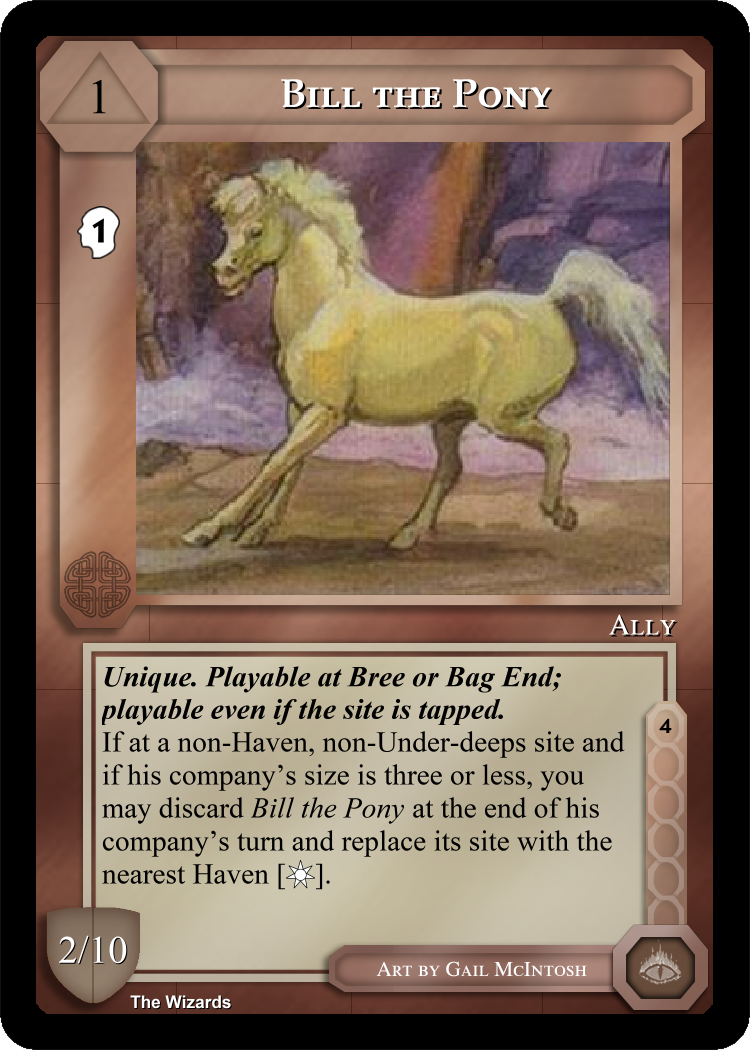 1
Bill the Pony
1
Ally
Unique. Playable at Bree or Bag End;
playable even if the site is tapped.
4
If at a non-Haven, non-Under-deeps site and
if his company’s size is three or less, you
may discard Bill the Pony at the end of his
company’s turn and replace its site with the
nearest Haven [].
2/10
Art by Gail McIntosh
The Wizards